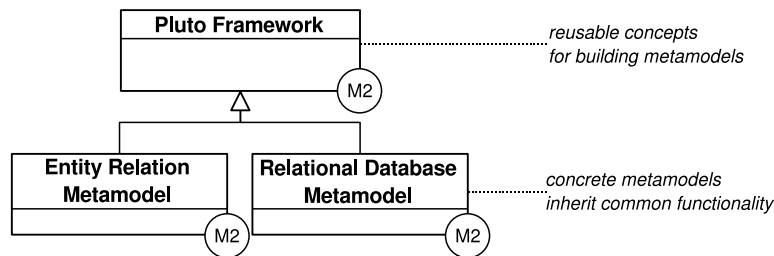 Pluto Framework
reusable concepts
for building metamodels
M2
Entity Relation
Metamodel
Relational Database
Metamodel
concrete metamodels
inherit common functionality
M2
M2